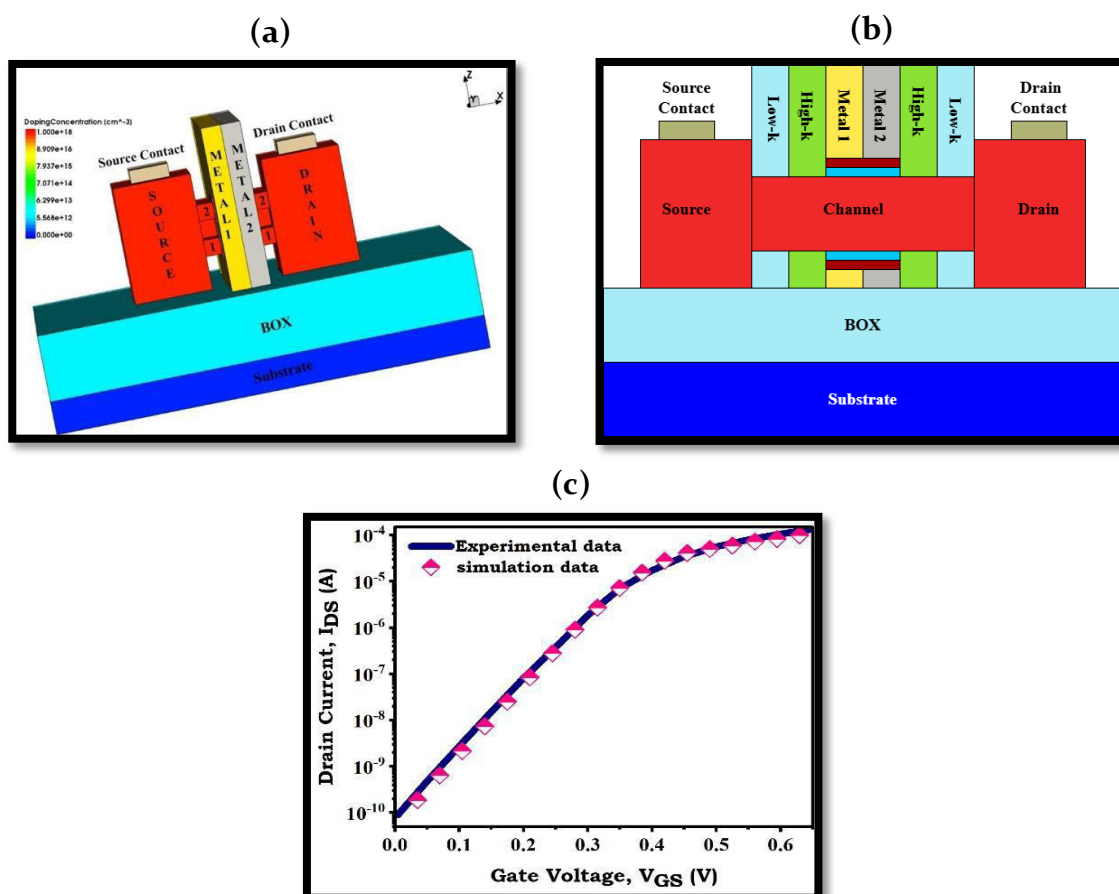 (a)
DopingConcentration (cm^-3)
1.000e+18
8.909e+16
7.937e+15
7.071e+14
6.300e+13
5.568e+12
0.000e+00
Source Contact
Drain Contact
SOURCE
METAL1
METAL2
DRAIN
2
1
2
1
BOX
Substrate
Z
Y
X
(b)
Source
Contact
Drain
Contact
Low-k
High-k
Metal 1
Metal 2
High-k
Low-k
Source
Channel
Drain
BOX
Substrate
(c)
Experimental data
simulation data
Drain Current, I_DS (A)
10^-4
10^-5
10^-6
10^-7
10^-8
10^-9
10^-10
0.0 0.1 0.2 0.3 0.4 0.5 0.6
Gate Voltage, V_GS (V)